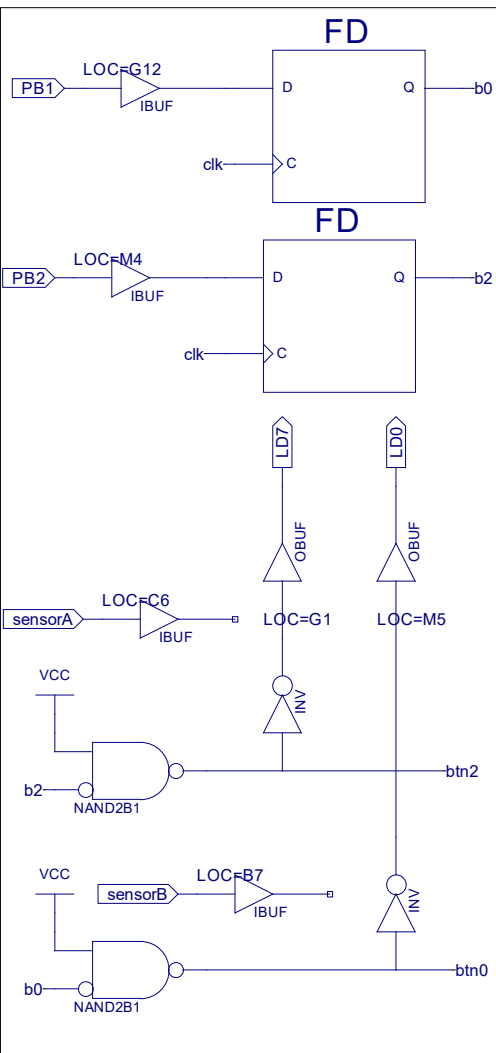 FD
LOC=G12
PB1
IBUF
D
Q
b0
clk
C
FD
LOC=M4
PB2
IBUF
D
Q
b2
clk
C
LD7
LD0
OBUF
OBUF
LOC=C6
sensorA
IBUF
LOC=G1
LOC=M5
VCC
INV
b2
NAND2B1
btn2
VCC
LOC=B7
sensorB
IBUF
INV
b0
NAND2B1
btn0